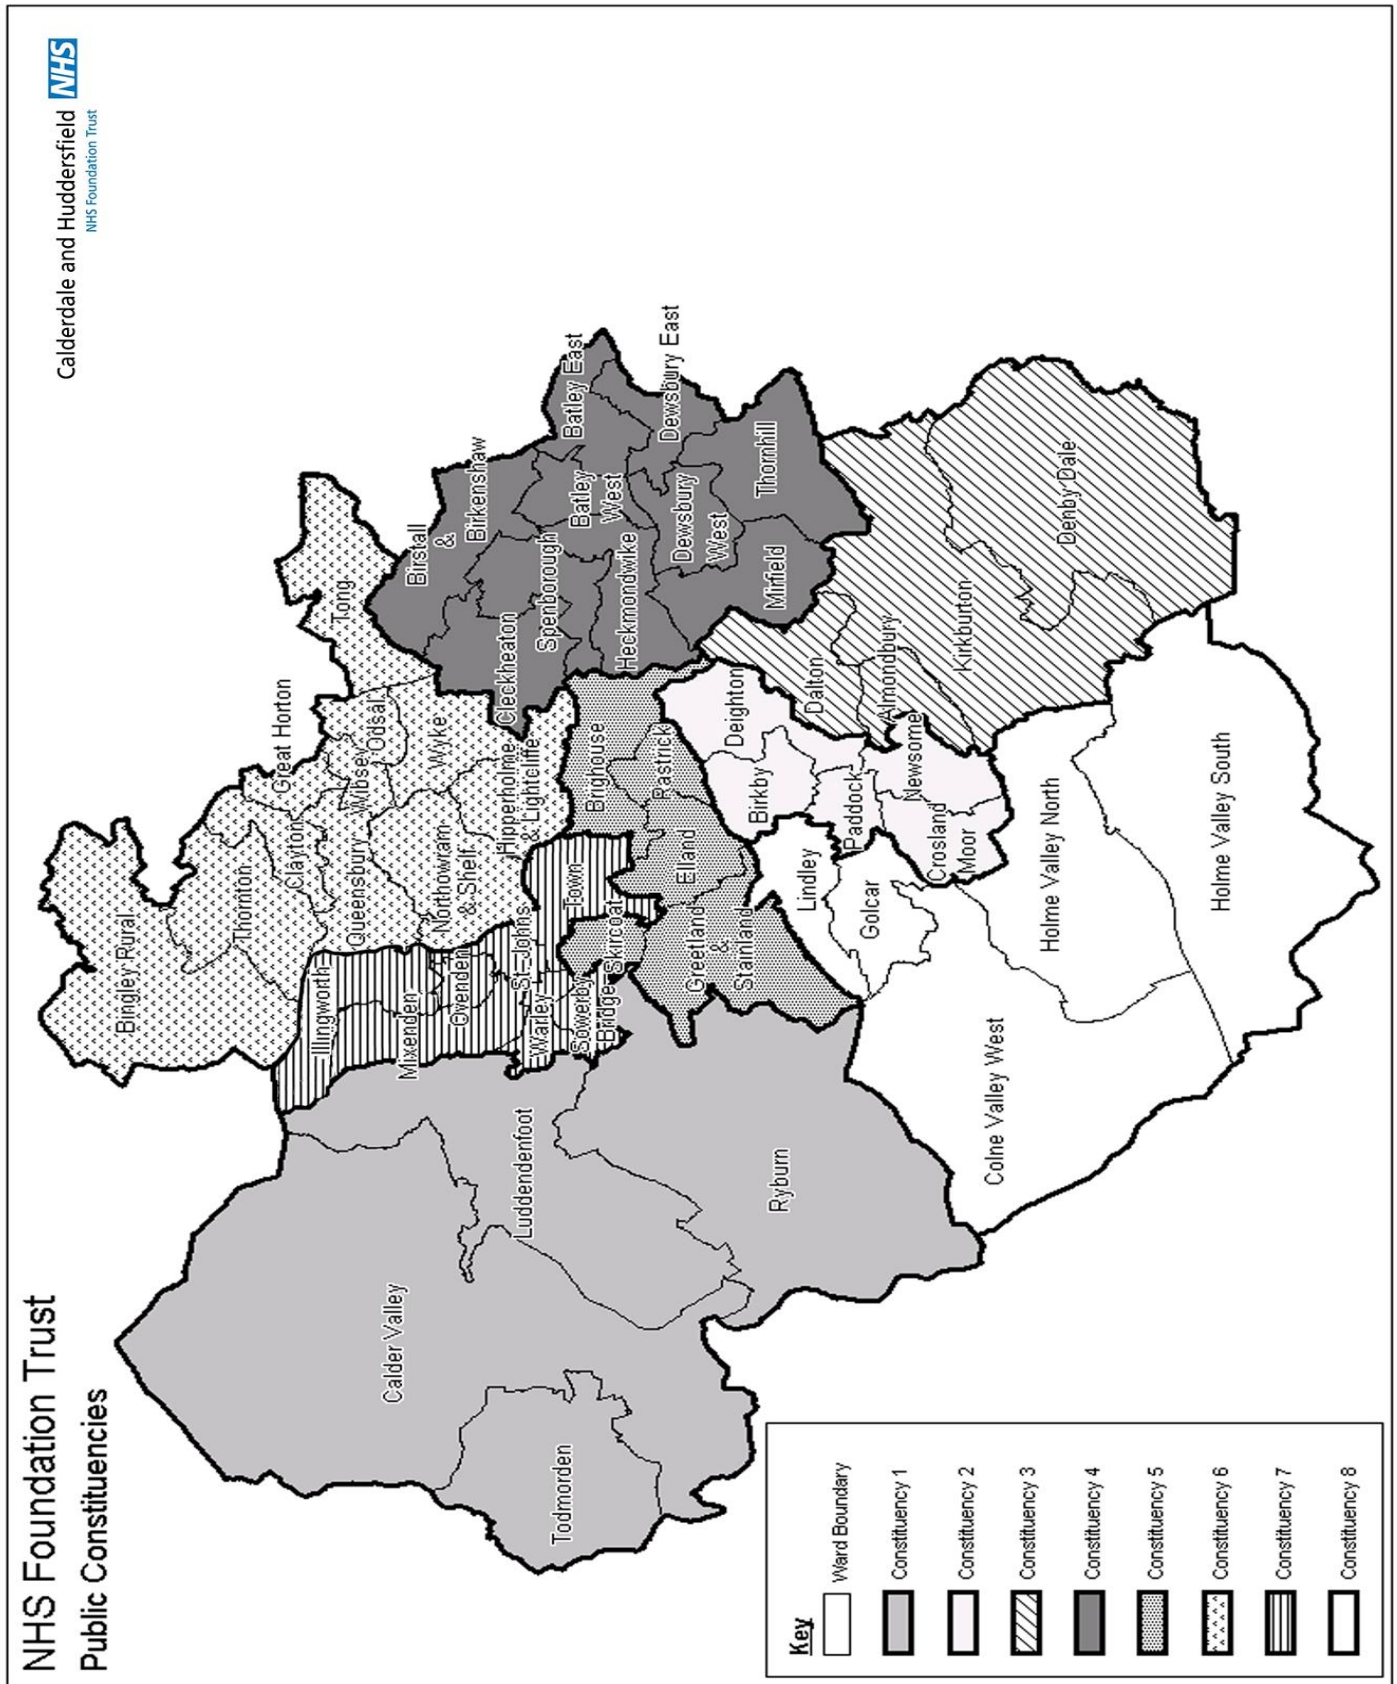 NHS Foundation Trust
Public Constituencies
Calderdale and Huddersfield NHS
NHS Foundation Trust
Bingley Rural
Thornton
Great Horton
Clayton
Tong
Illingworth
Queensbury
Wibsey
Odsal
Birstall
&
Birkenshaw
Calder Valley
Mixenden
Northowram
& Shelf
Wyke
Ovenden
Cleckheaton
Hipperholme
& Lightcliffe
Spenborough
Luddendenfoot
St. Johns
Warley
Town
Batley East
Batley
West
Todmorden
Sowerby
Bridge
Skircoat
Brighouse
Heckmondwike
Rastrick
Elland
Dewsbury East
Dewsbury
West
Greetland
&
Stainland
Deighton
Birkby
Mirfield
Thornhill
Ryburn
Lindley
Dalton
Paddock
Golcar
Almondbury
Newsome
Crosland
Moor
Kirkburton
Colne Valley West
Holme Valley North
Denby Dale
Holme Valley South
Key
Ward Boundary
Constituency 1
Constituency 2
Constituency 3
Constituency 4
Constituency 5
Constituency 6
Constituency 7
Constituency 8